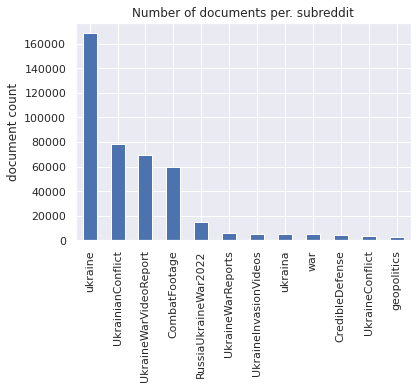 Number of documents per. subreddit
document count
160000
140000
120000
100000
80000
60000
40000
20000
0
ukraine
UkrainianConflict
UkraineWarVideoReport
CombatFootage
RussiaUkraineWar2022
UkraineWarReports
UkraineInvasionVideos
ukraina
war
CredibleDefense
UkraineConflict
geopolitics